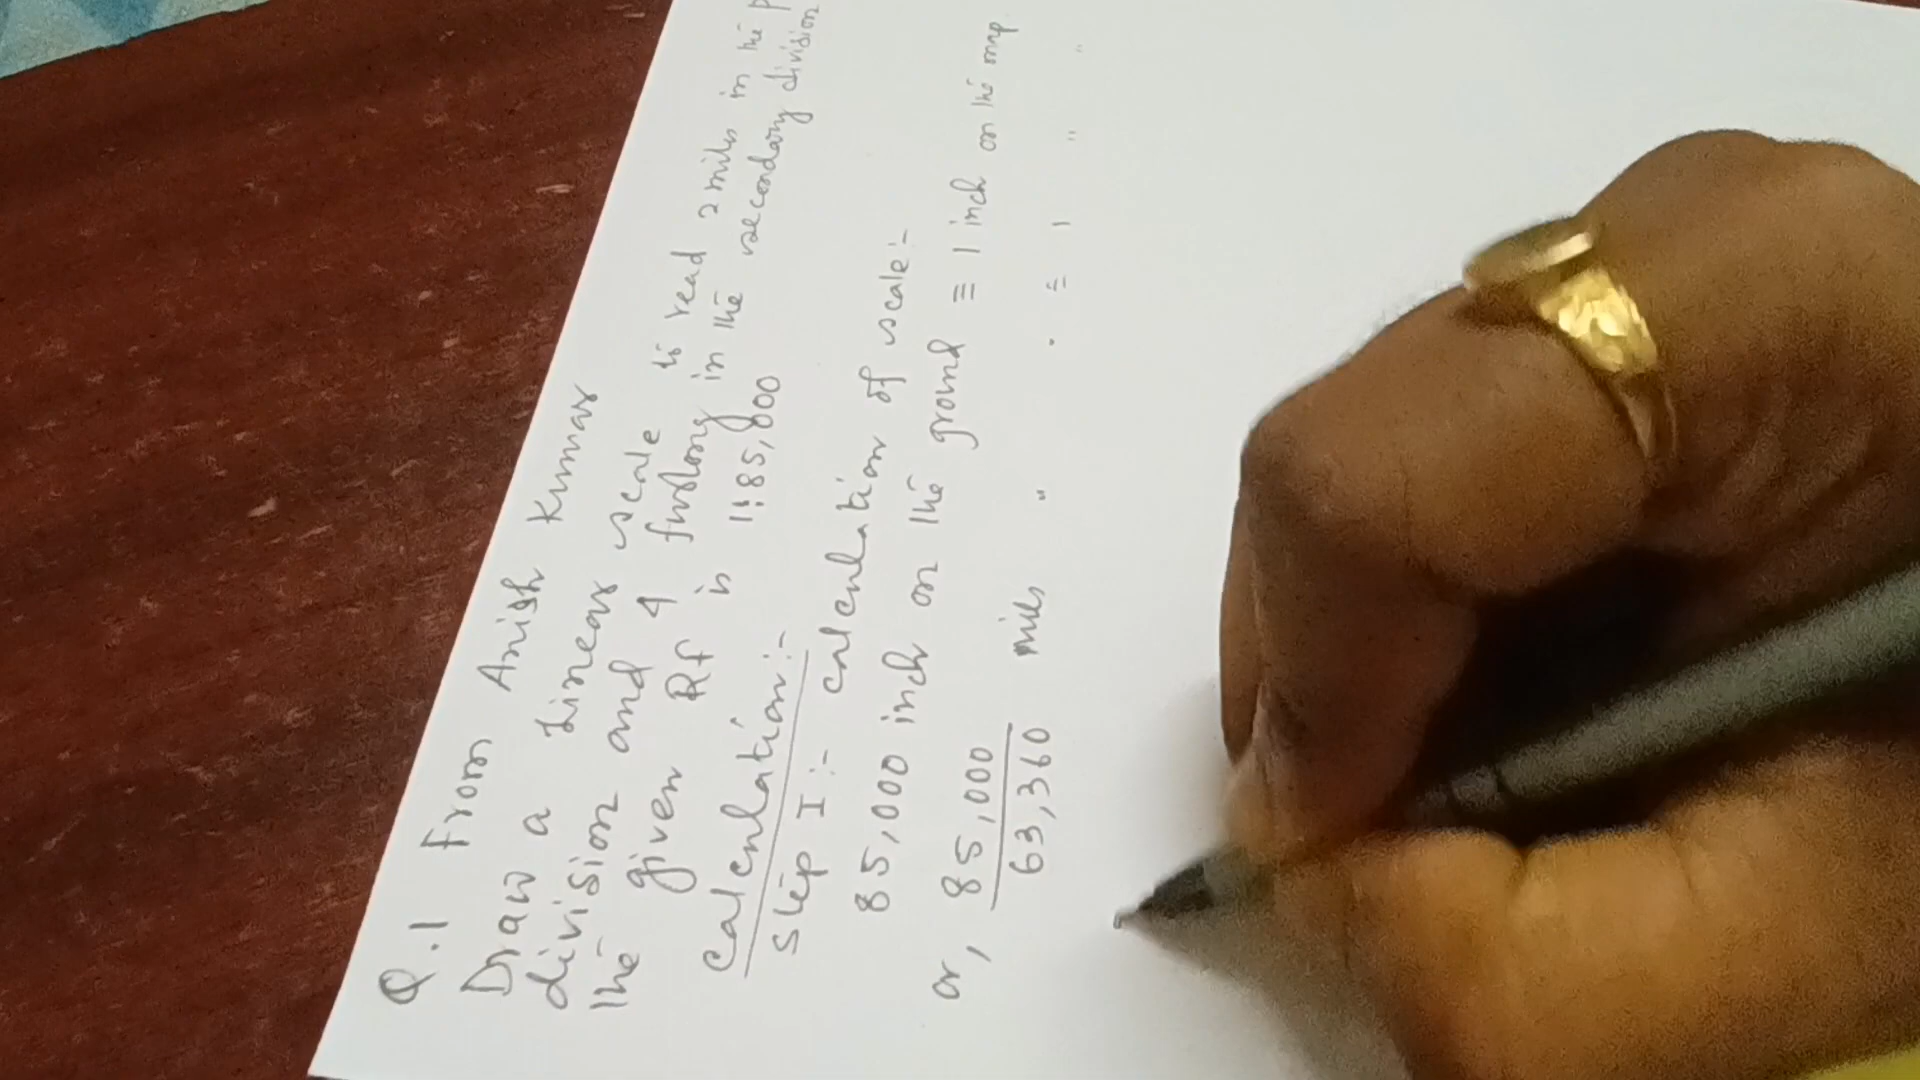 Q.1 From Anish Kumar
Draw a Linear scale to read 2 miles in the
division and 4 furlong in the secondary division
the given Rf is 1:85,000
Calculation:-
Step I:- calculation of scale:-
85,000 inch on the ground ≡ 1 inch on the map
or, 85,000/63,360 miles " . ≡ 1 " "